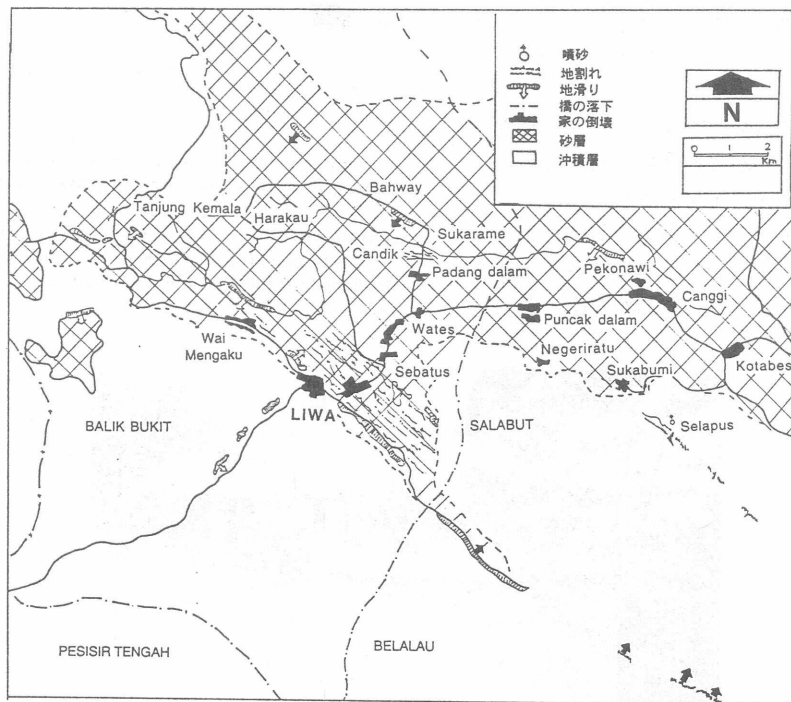 噴砂
地割れ
地滑り
橋の落下
家の倒壊
砂層
沖積層
N
0 1 2
Km
Bahway
Tanjung Kemala
Harakau
Sukarame
Candik
Padang dalam
Pekonawi
Canggi
Wates
Puncak dalam
Wai
Mengaku
Negeriratu
Kotabes
Sebatus
Sukabumi
LIWA
BALIK BUKIT
SALABUT
Selapus
PESISIR TENGAH
BELALAU